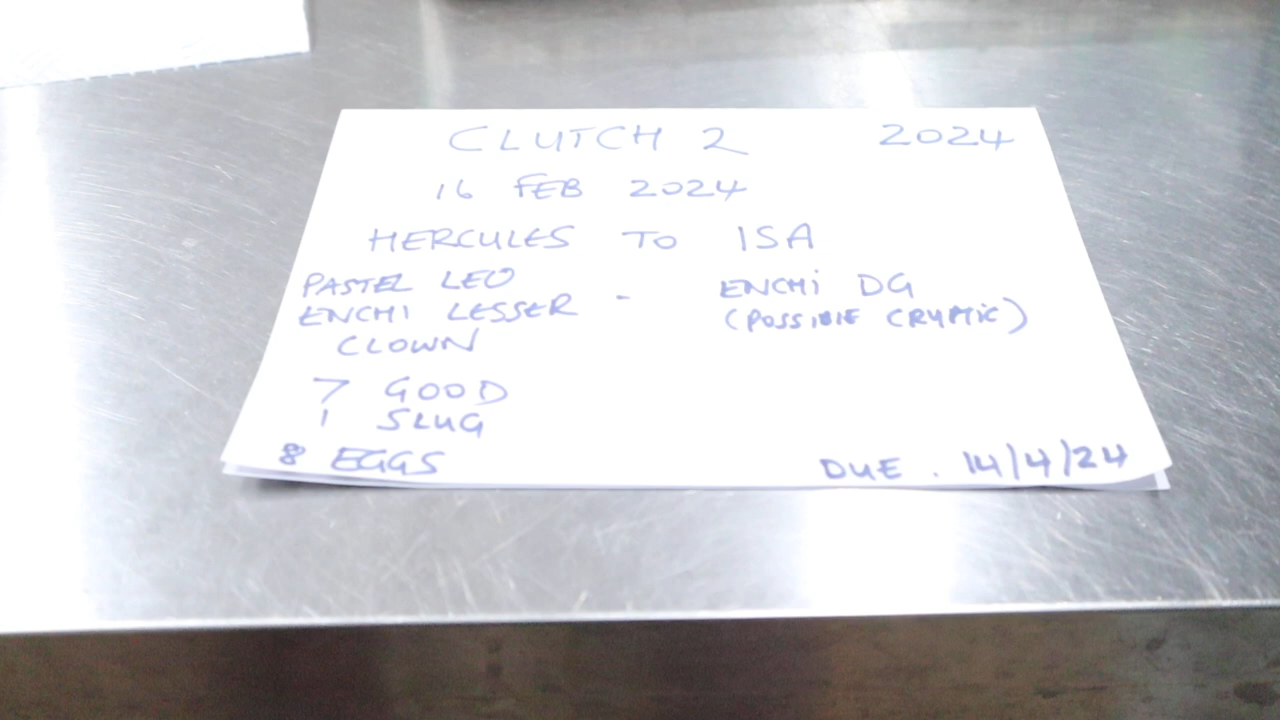 CLUTCH 2 2024
16 FEB 2024
HERCULES TO ISA
PASTEL LEO ENCHI DG
ENCHI LESSER - (POSSIBLE CRYPTIC)
CLOWN
7 GOOD
1 SLUG
8 EGGS DUE. 14/4/24